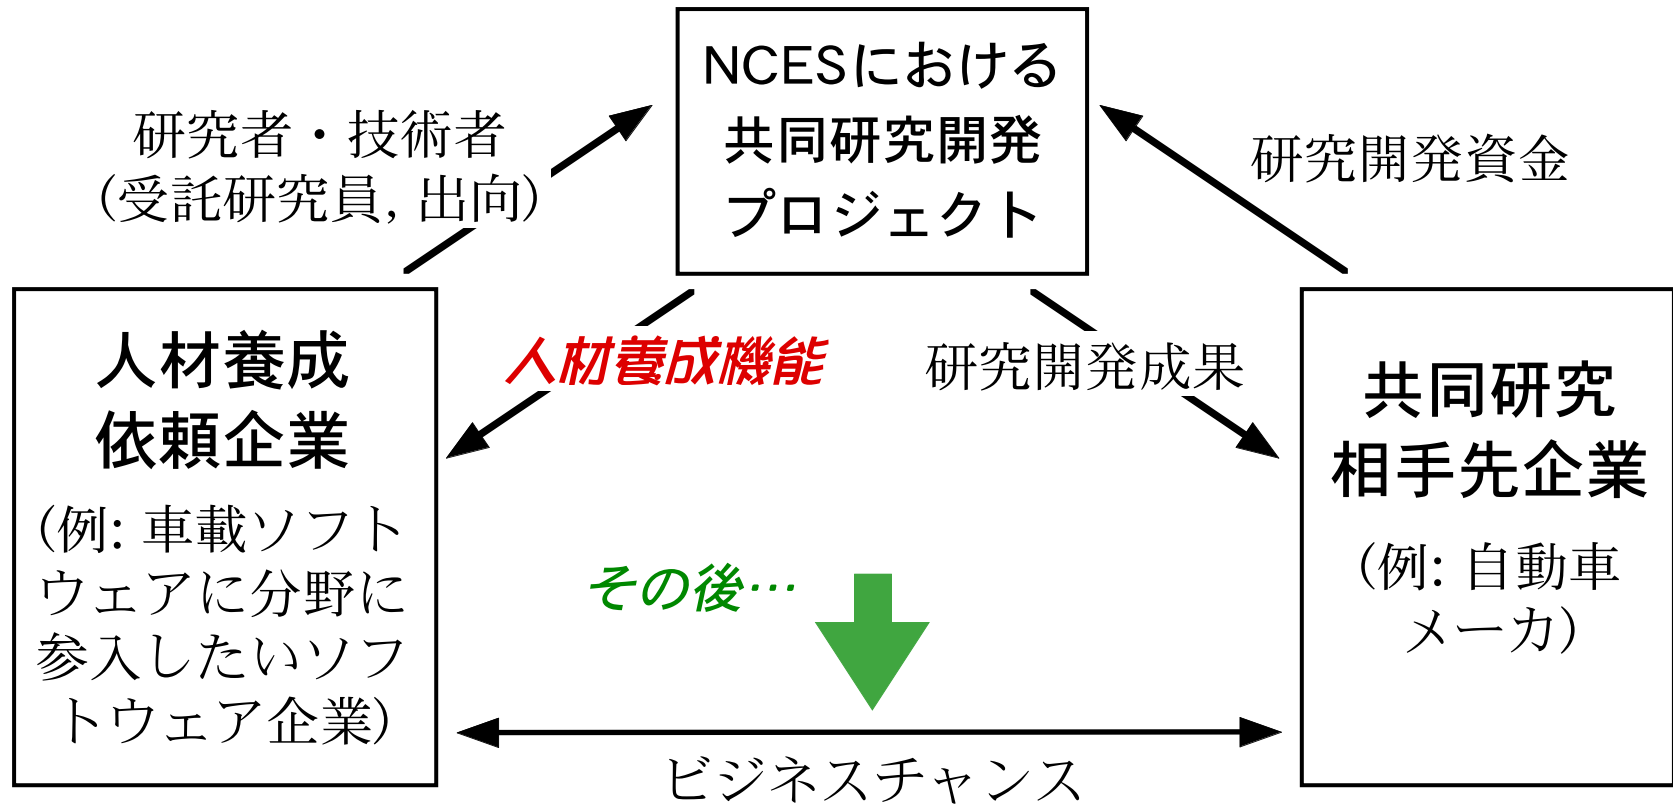 NCESにおける
共同研究開発
プロジェクト
研究者・技術者
(受託研究員, 出向)
研究開発資金
人材養成機能
研究開発成果
人材養成
依頼企業
(例: 車載ソフト
ウェアに分野に
参入したいソフ
トウェア企業)
共同研究
相手先企業
(例: 自動車
メーカ)
その後…
ビジネスチャンス